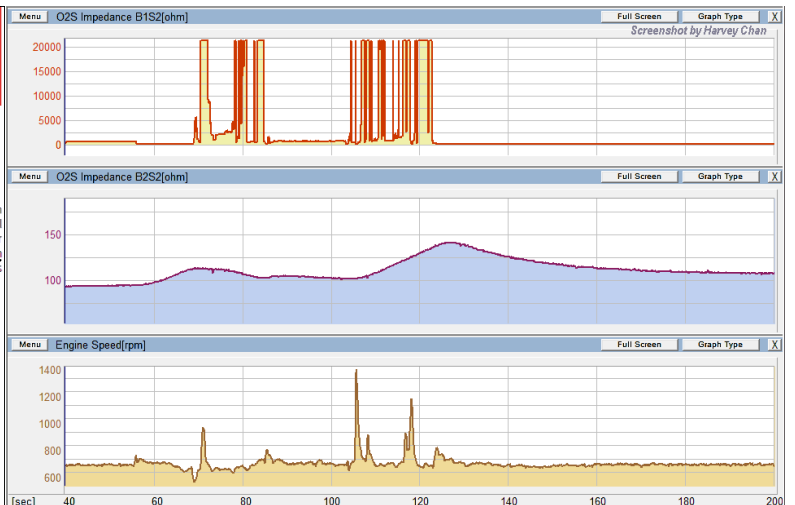 Menu O2S Impedance B1S2[ohm] Full Screen Graph Type X
Screenshot by Harvey Chan
20000
15000
10000
5000
0
Menu O2S Impedance B2S2[ohm] Full Screen Graph Type X
150
100
Menu Engine Speed[rpm] Full Screen Graph Type X
1400
1200
1000
800
600
[sec] 40 60 80 100 120 140 160 180 200